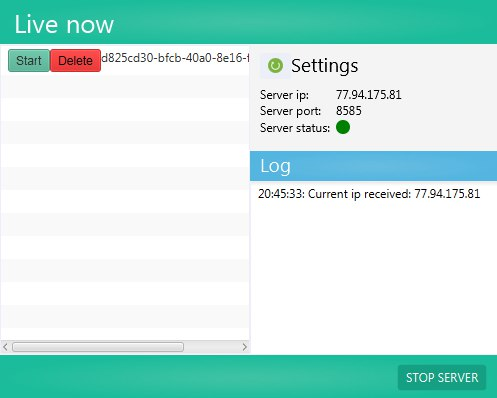 Live now
Start Delete d825cd30-bfcb-40a0-8e16-
Settings
Server ip: 77.94.175.81
Server port: 8585
Server status:
Log
20:45:33: Current ip received: 77.94.175.81
STOP SERVER